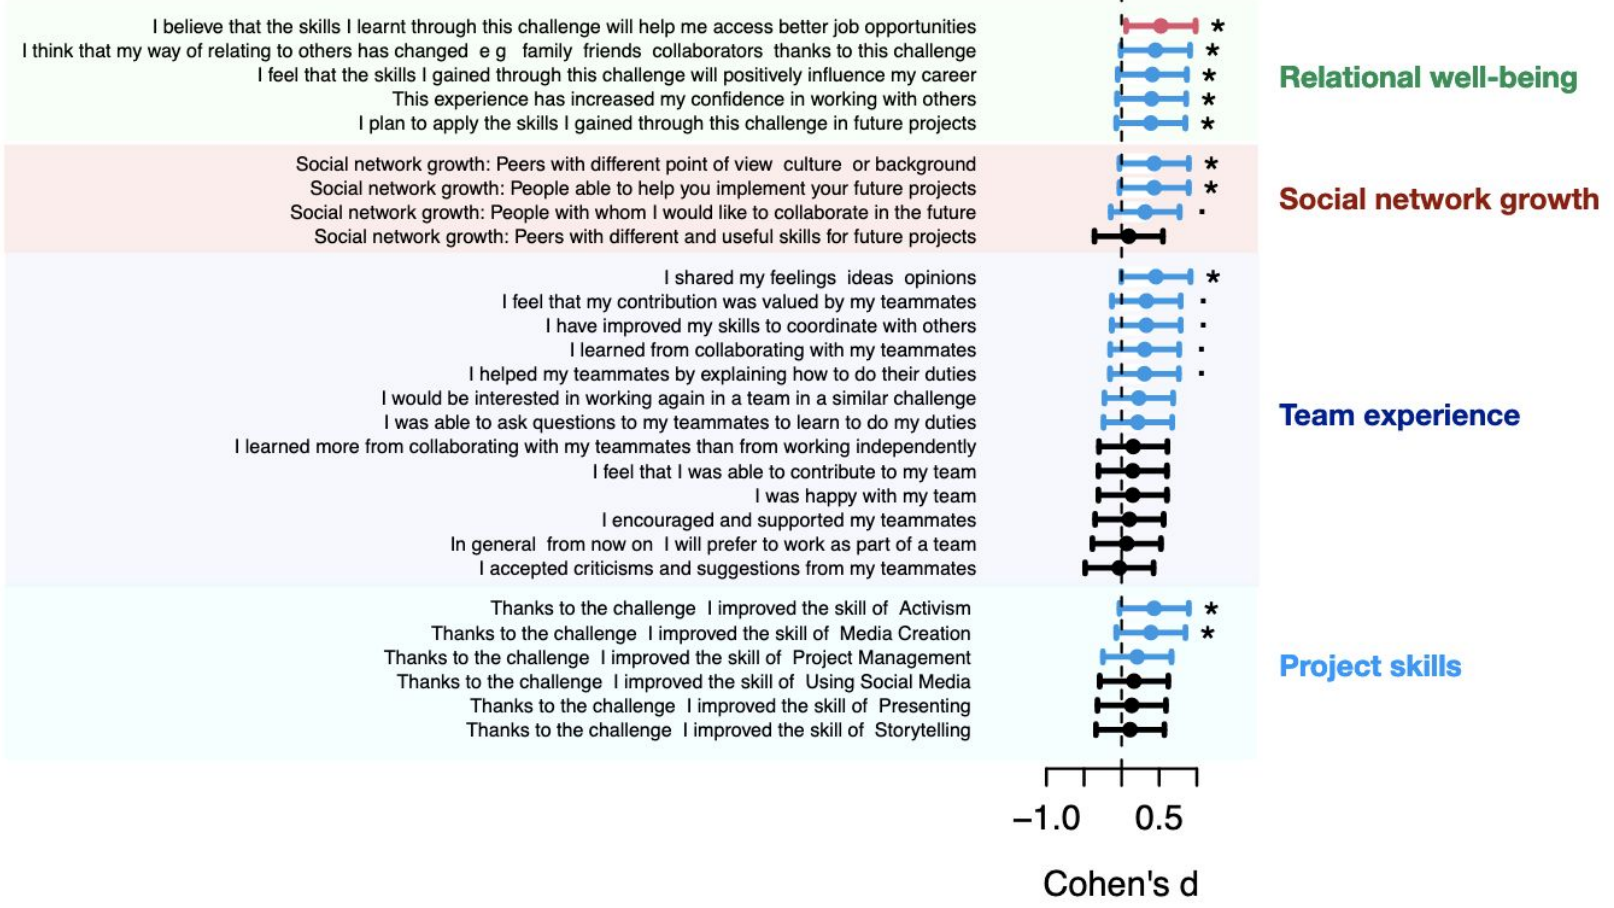 I believe that the skills I learnt through this challenge will help me access better job opportunities *
I think that my way of relating to others has changed e g family friends collaborators thanks to this challenge *
I feel that the skills I gained through this challenge will positively influence my career *
This experience has increased my confidence in working with others *
I plan to apply the skills I gained through this challenge in future projects *
Relational well-being
Social network growth: Peers with different point of view culture or background *
Social network growth: People able to help you implement your future projects *
Social network growth: People with whom I would like to collaborate in the future .
Social network growth: Peers with different and useful skills for future projects
Social network growth
I shared my feelings ideas opinions *
I feel that my contribution was valued by my teammates .
I have improved my skills to coordinate with others .
I learned from collaborating with my teammates .
I helped my teammates by explaining how to do their duties .
I would be interested in working again in a team in a similar challenge
I was able to ask questions to my teammates to learn to do my duties
I learned more from collaborating with my teammates than from working independently
I feel that I was able to contribute to my team
I was happy with my team
I encouraged and supported my teammates
In general from now on I will prefer to work as part of a team
I accepted criticisms and suggestions from my teammates
Team experience
Thanks to the challenge I improved the skill of Activism *
Thanks to the challenge I improved the skill of Media Creation *
Thanks to the challenge I improved the skill of Project Management
Thanks to the challenge I improved the skill of Using Social Media
Thanks to the challenge I improved the skill of Presenting
Thanks to the challenge I improved the skill of Storytelling
Project skills
−1.0 0.5
Cohen's d